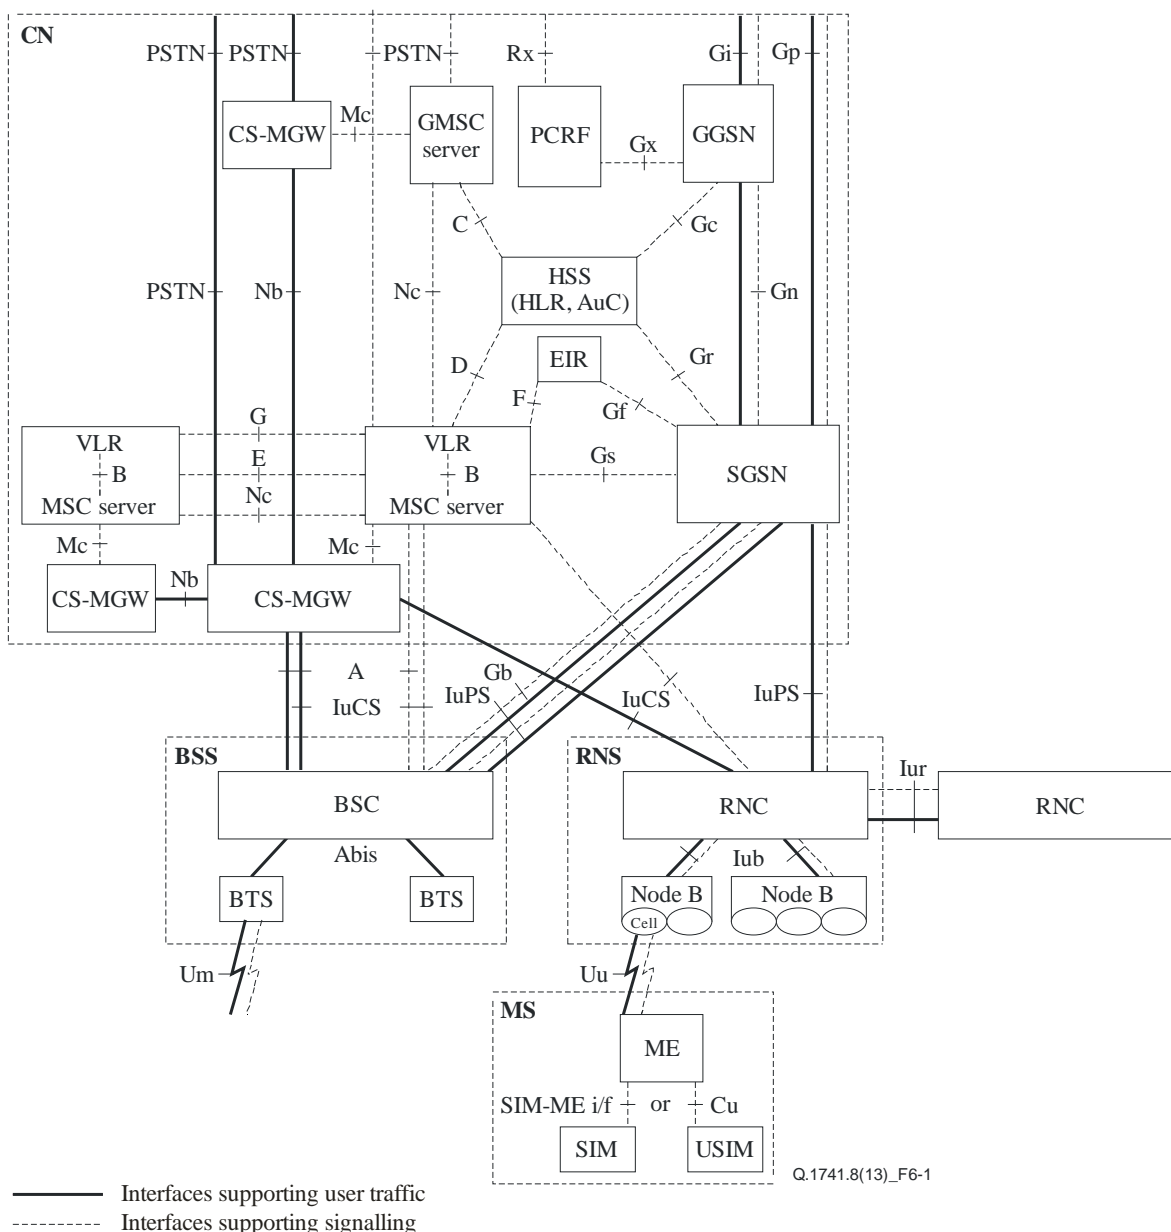 CN
PSTN
PSTN
PSTN
Rx
Gi
Gp
CS-MGW
Mc
GMSC
server
PCRF
Gx
GGSN
C
Gc
PSTN
Nb
Nc
HSS
(HLR, AuC)
Gn
D
EIR
Gr
F
Gf
G
VLR
B
MSC server
E
Nc
VLR
B
MSC server
Gs
SGSN
Mc
Mc
CS-MGW
Nb
CS-MGW
A
Gb
IuCS
IuPS
IuCS
IuPS
BSS
RNS
BSC
RNC
Iur
RNC
Abis
Iub
BTS
BTS
Node B
Cell
Node B
Um
Uu
MS
ME
SIM-ME i/f
or
Cu
SIM
USIM
Q.1741.8(13)_F6-1
Interfaces supporting user traffic
Interfaces supporting signalling